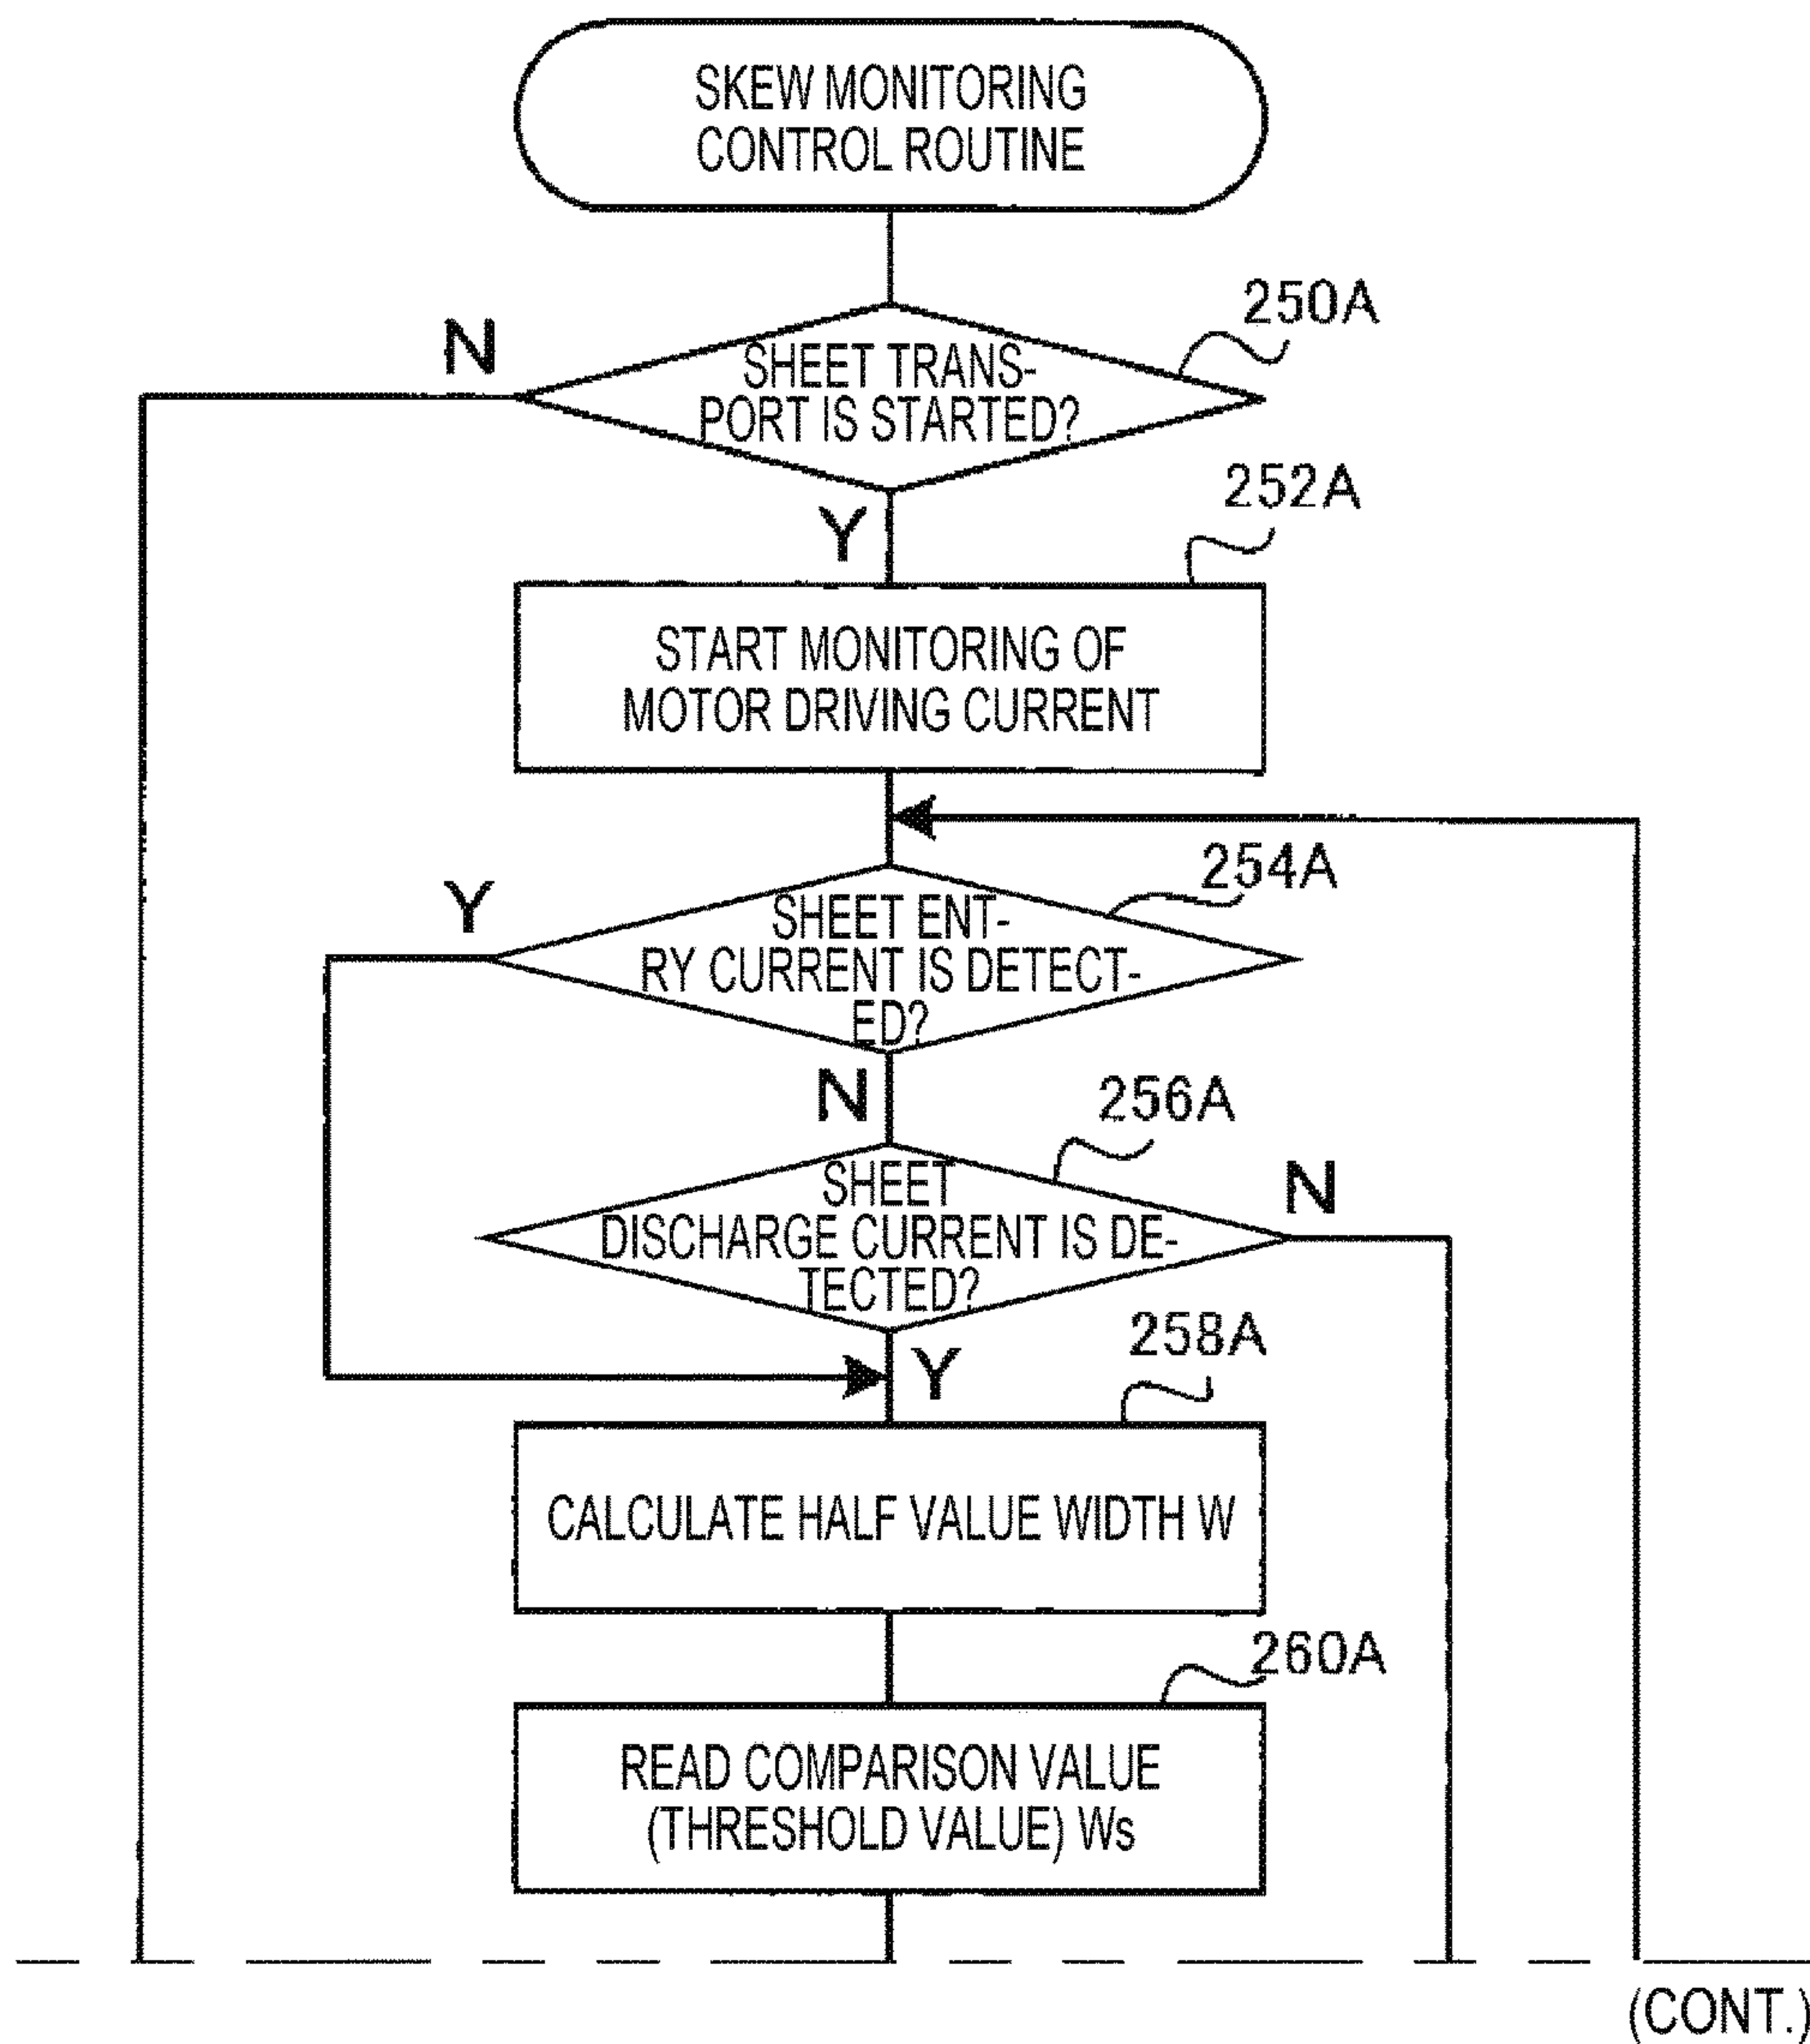 SKEW MONITORING
CONTROL ROUTINE
250A
N
SHEET TRANS-
PORT IS STARTED?
252A
Y
START MONITORING OF
MOTOR DRIVING CURRENT
254A
Y
SHEET ENT-
RY CURRENT IS DETECT-
ED?
N
256A
N
SHEET
DISCHARGE CURRENT IS DE-
TECTED?
258A
Y
CALCULATE HALF VALUE WIDTH W
260A
READ COMPARISON VALUE
(THRESHOLD VALUE) Ws
(CONT.)